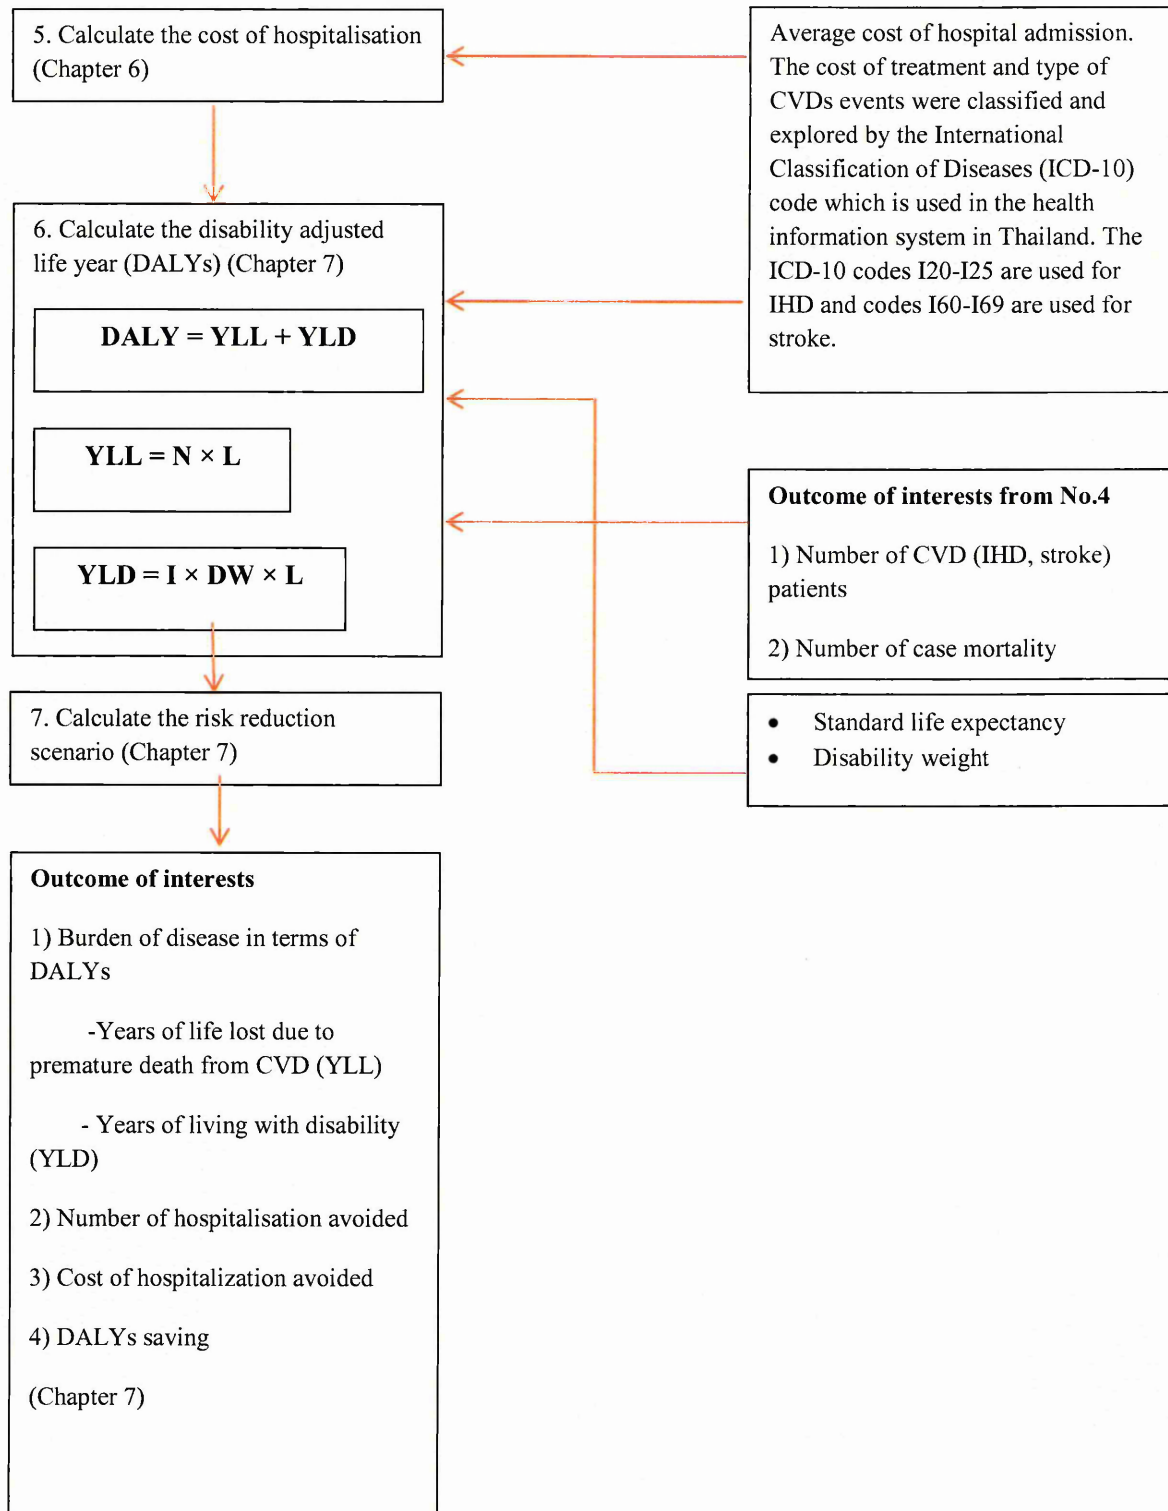 5. Calculate the cost of hospitalisation
(Chapter 6)
Average cost of hospital admission.
The cost of treatment and type of
CVDs events were classified and
explored by the International
Classification of Diseases (ICD-10)
code which is used in the health
information system in Thailand. The
ICD-10 codes I20-I25 are used for
IHD and codes I60-I69 are used for
stroke.
6. Calculate the disability adjusted
life year (DALYs) (Chapter 7)
DALY = YLL + YLD
YLL = N × L
YLD = I × DW × L
Outcome of interests from No.4
1) Number of CVD (IHD, stroke)
patients
2) Number of case mortality
• Standard life expectancy
• Disability weight
7. Calculate the risk reduction
scenario (Chapter 7)
Outcome of interests
1) Burden of disease in terms of
DALYs
-Years of life lost due to
premature death from CVD (YLL)
- Years of living with disability
(YLD)
2) Number of hospitalisation avoided
3) Cost of hospitalization avoided
4) DALYs saving
(Chapter 7)